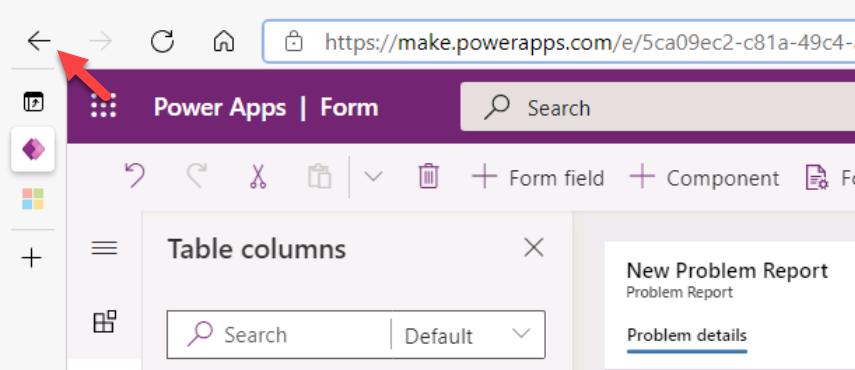 https://make.powerapps.com/e/5ca09ec2-c81a-49c4-
Power Apps | Form
Search
Form field
Component
Table columns
Search
Default
New Problem Report
Problem Report
Problem details